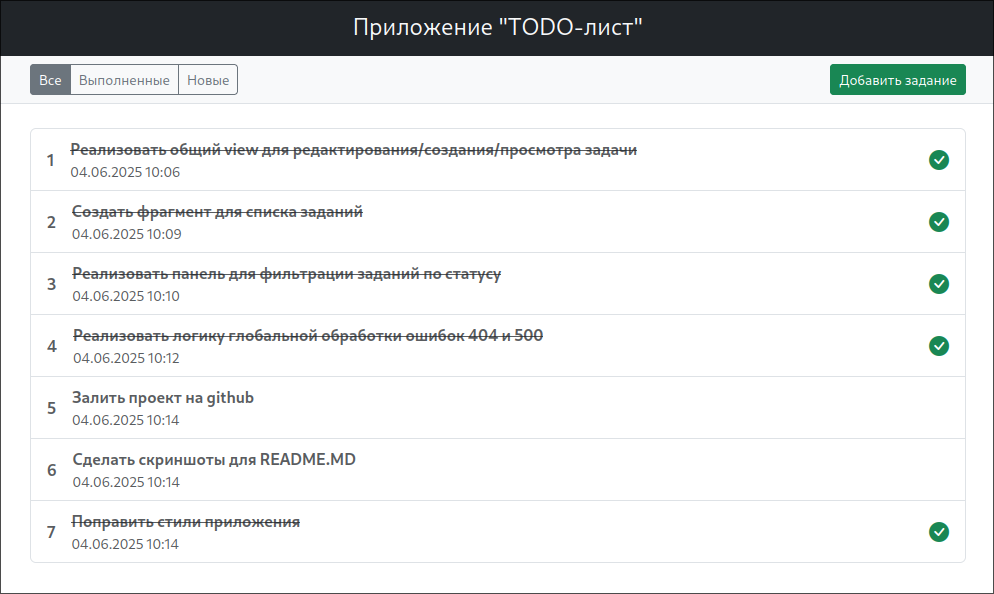 Приложение "TODO-лист"
Все Выполненные Новые Добавить задание
1 Реализовать общий view для редактирования/создания/просмотра задачи
04.06.2025 10:06
2 Создать фрагмент для списка заданий
04.06.2025 10:09
3 Реализовать панель для фильтрации заданий по статусу
04.06.2025 10:10
4 Реализовать логику глобальной обработки ошибок 404 и 500
04.06.2025 10:12
5 Залить проект на github
04.06.2025 10:14
6 Сделать скриншоты для README.MD
04.06.2025 10:14
7 Поправить стили приложения
04.06.2025 10:14